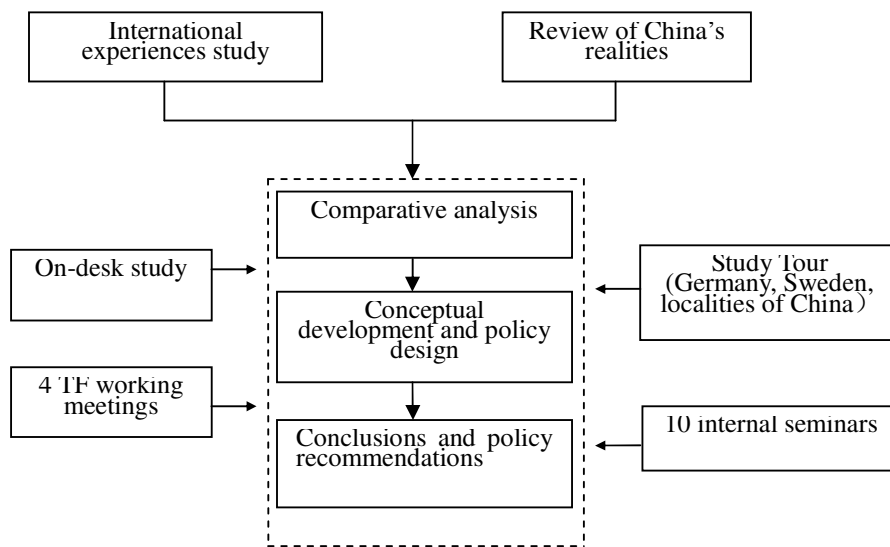 International
experiences study
Review of China’s
realities
Comparative analysis
On-desk study
Study Tour
(Germany, Sweden,
localities of China）
Conceptual
development and policy
design
4 TF working
meetings
Conclusions and policy
recommendations
10 internal seminars